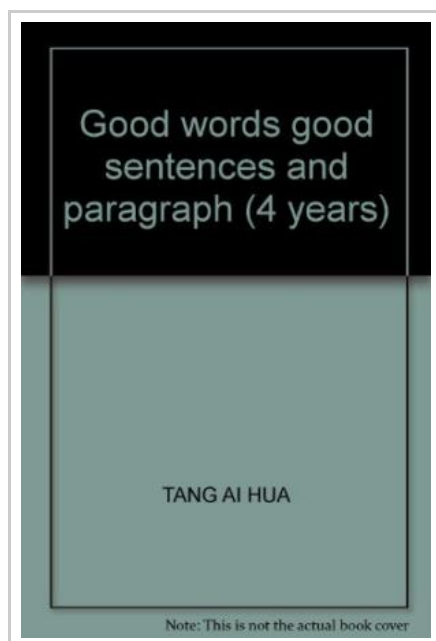 Good words good
sentences and
paragraph (4 years)
TANG AI HUA
Note: This is not the actual book cover